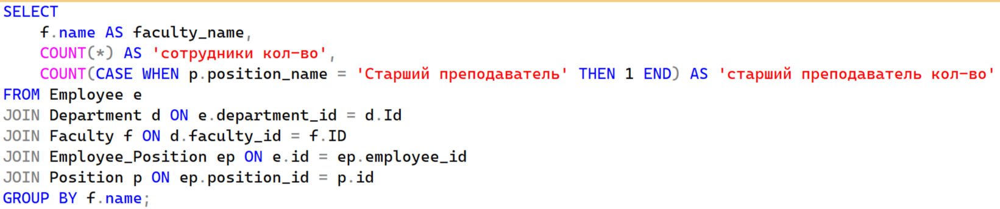 SELECT
f.name AS faculty_name,
COUNT(*) AS 'сотрудники кол-во',
COUNT(CASE WHEN p.position_name = 'Старший преподаватель' THEN 1 END) AS 'старший преподаватель кол-во'
FROM Employee e
JOIN Department d ON e.department_id = d.Id
JOIN Faculty f ON d.faculty_id = f.ID
JOIN Employee_Position ep ON e.id = ep.employee_id
JOIN Position p ON ep.position_id = p.id
GROUP BY f.name;